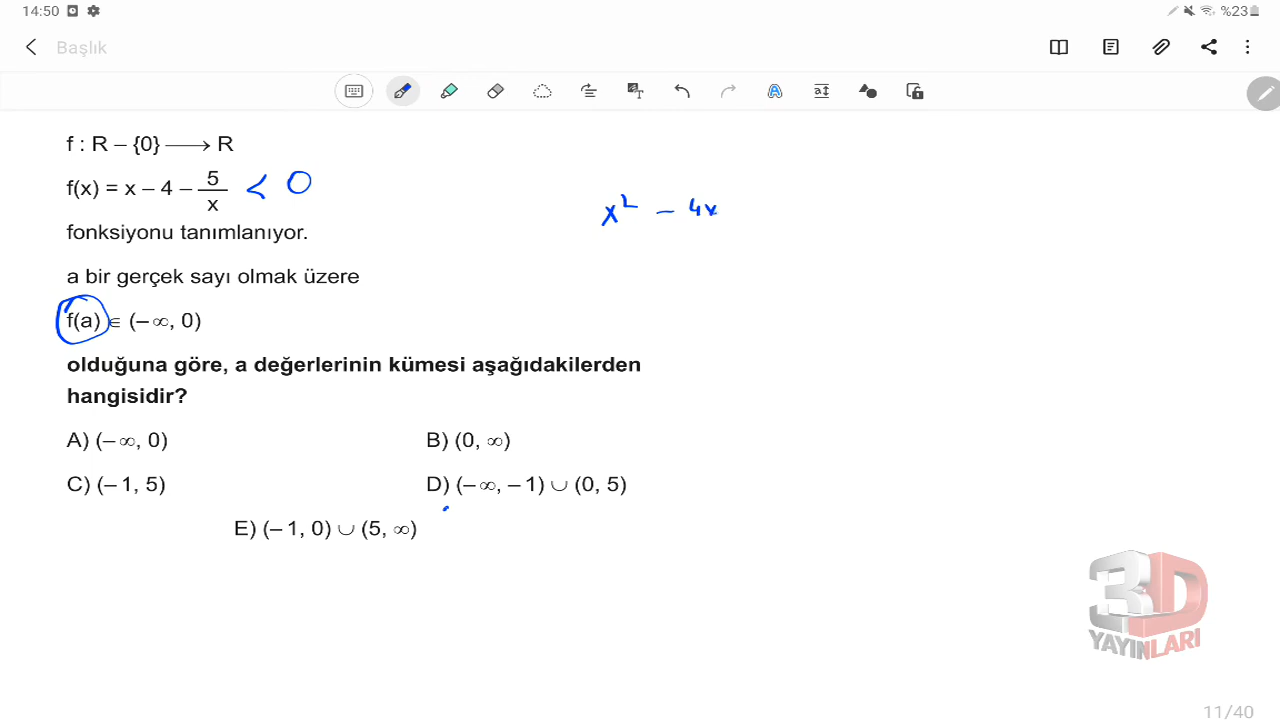 14:50 %23
Başlık
f : R – {0} ⟶ R
f(x) = x – 4 – 5/x < 0
x² – 4x
fonksiyonu tanımlanıyor.
a bir gerçek sayı olmak üzere
f(a) ∈ (– ∞, 0)
olduğuna göre, a değerlerinin kümesi aşağıdakilerden
hangisidir?
A) (– ∞, 0) B) (0, ∞)
C) (– 1, 5) D) (– ∞, – 1) ∪ (0, 5)
E) (– 1, 0) ∪ (5, ∞)
3D
YAYINLARI
11/40